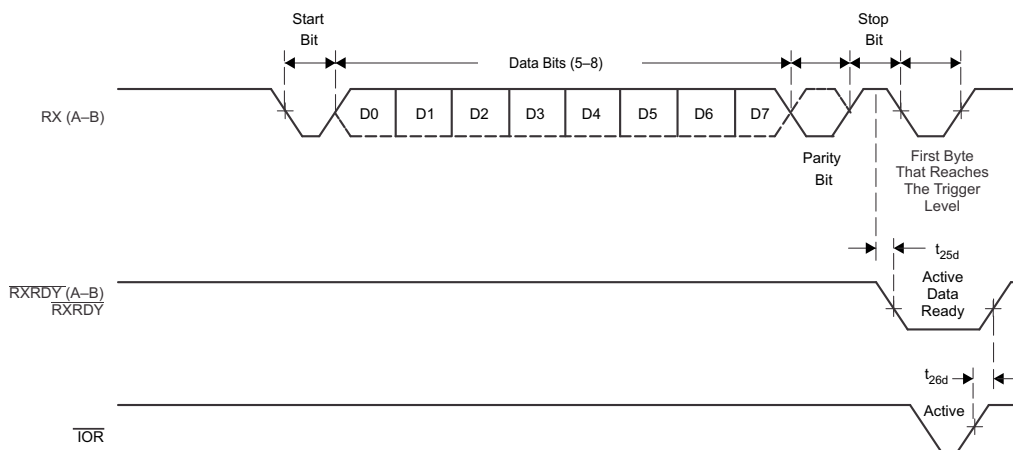 Start
Bit
Stop
Bit
Data Bits (5–8)
RX (A–B)
D0
D1
D2
D3
D4
D5
D6
D7
Parity
Bit
First Byte
That Reaches
The Trigger
Level
t25d
RXRDY (A–B)
RXRDY
Active
Data
Ready
t26d
Active
IOR